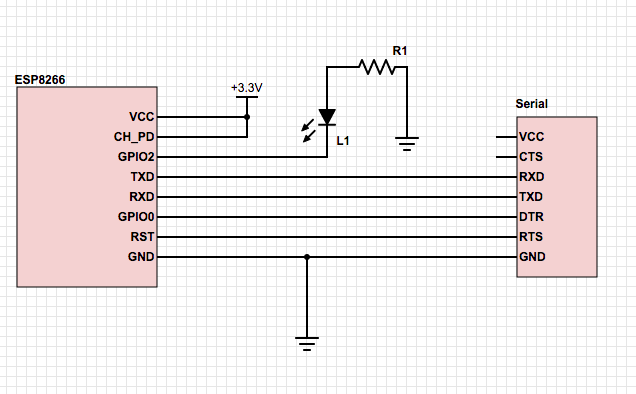 R1
ESP8266
+3.3V
Serial
VCC
CH_PD
GPIO2
TXD
RXD
GPIO0
RST
GND
L1
VCC
CTS
RXD
TXD
DTR
RTS
GND